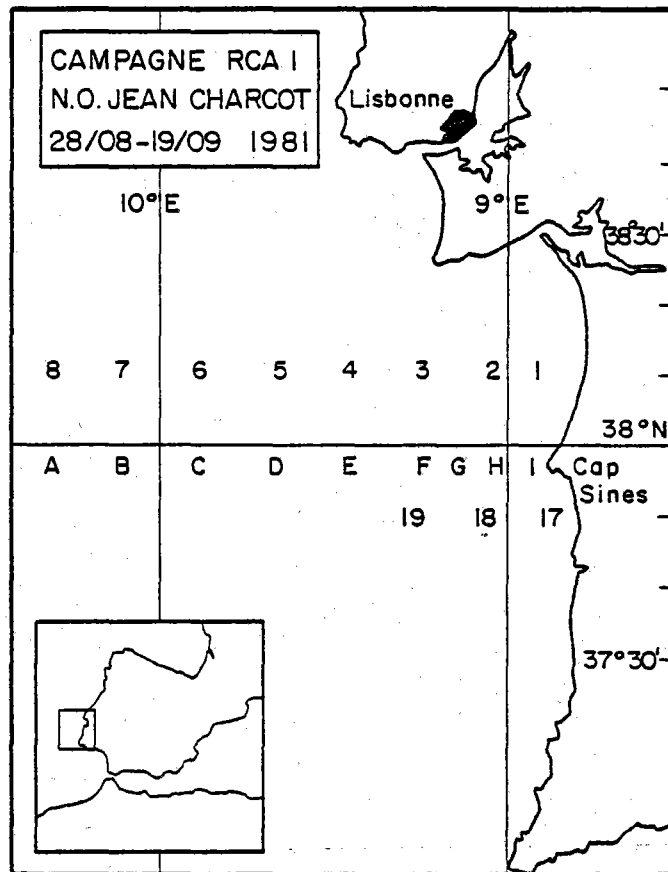 CAMPAGNE RCA I
N.O. JEAN CHARCOT
28/08-19/09 1981
Lisbonne
10° E
9° E
38°30'
8 7 6 5 4 3 2 1
38°N
A B C D E F G H I Cap
Sines
19 18 17
37°30'